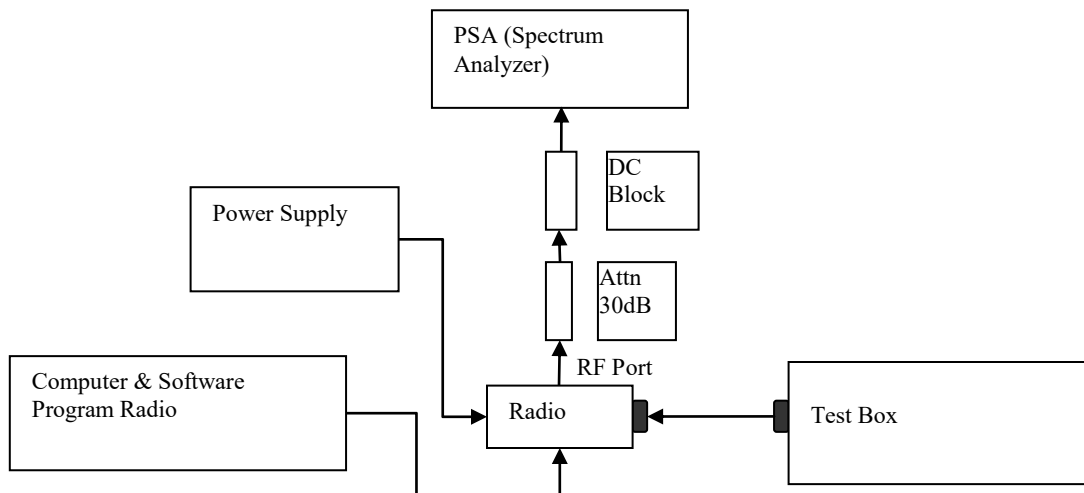 PSA (Spectrum
Analyzer)
DC
Block
Power Supply
Attn
30dB
RF Port
Computer & Software
Program Radio
Radio
Test Box